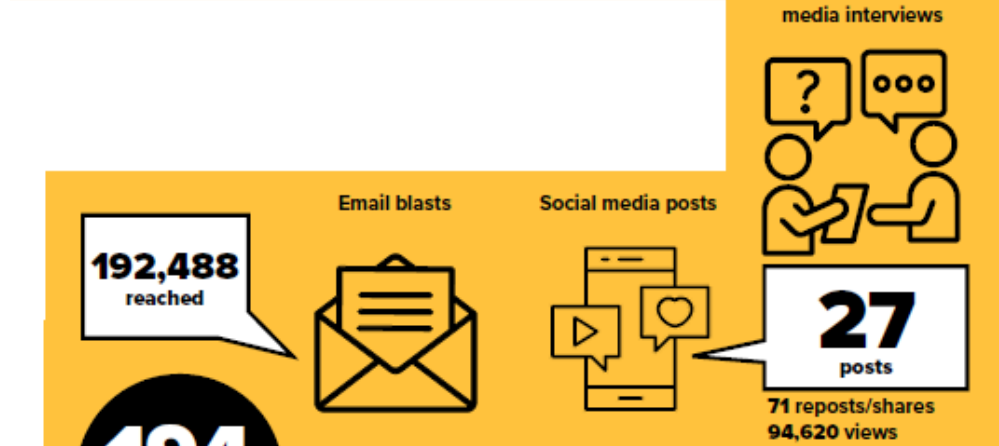 media interviews
?
Email blasts
Social media posts
192,488
reached
27
posts
71 reposts/shares
94,620 views